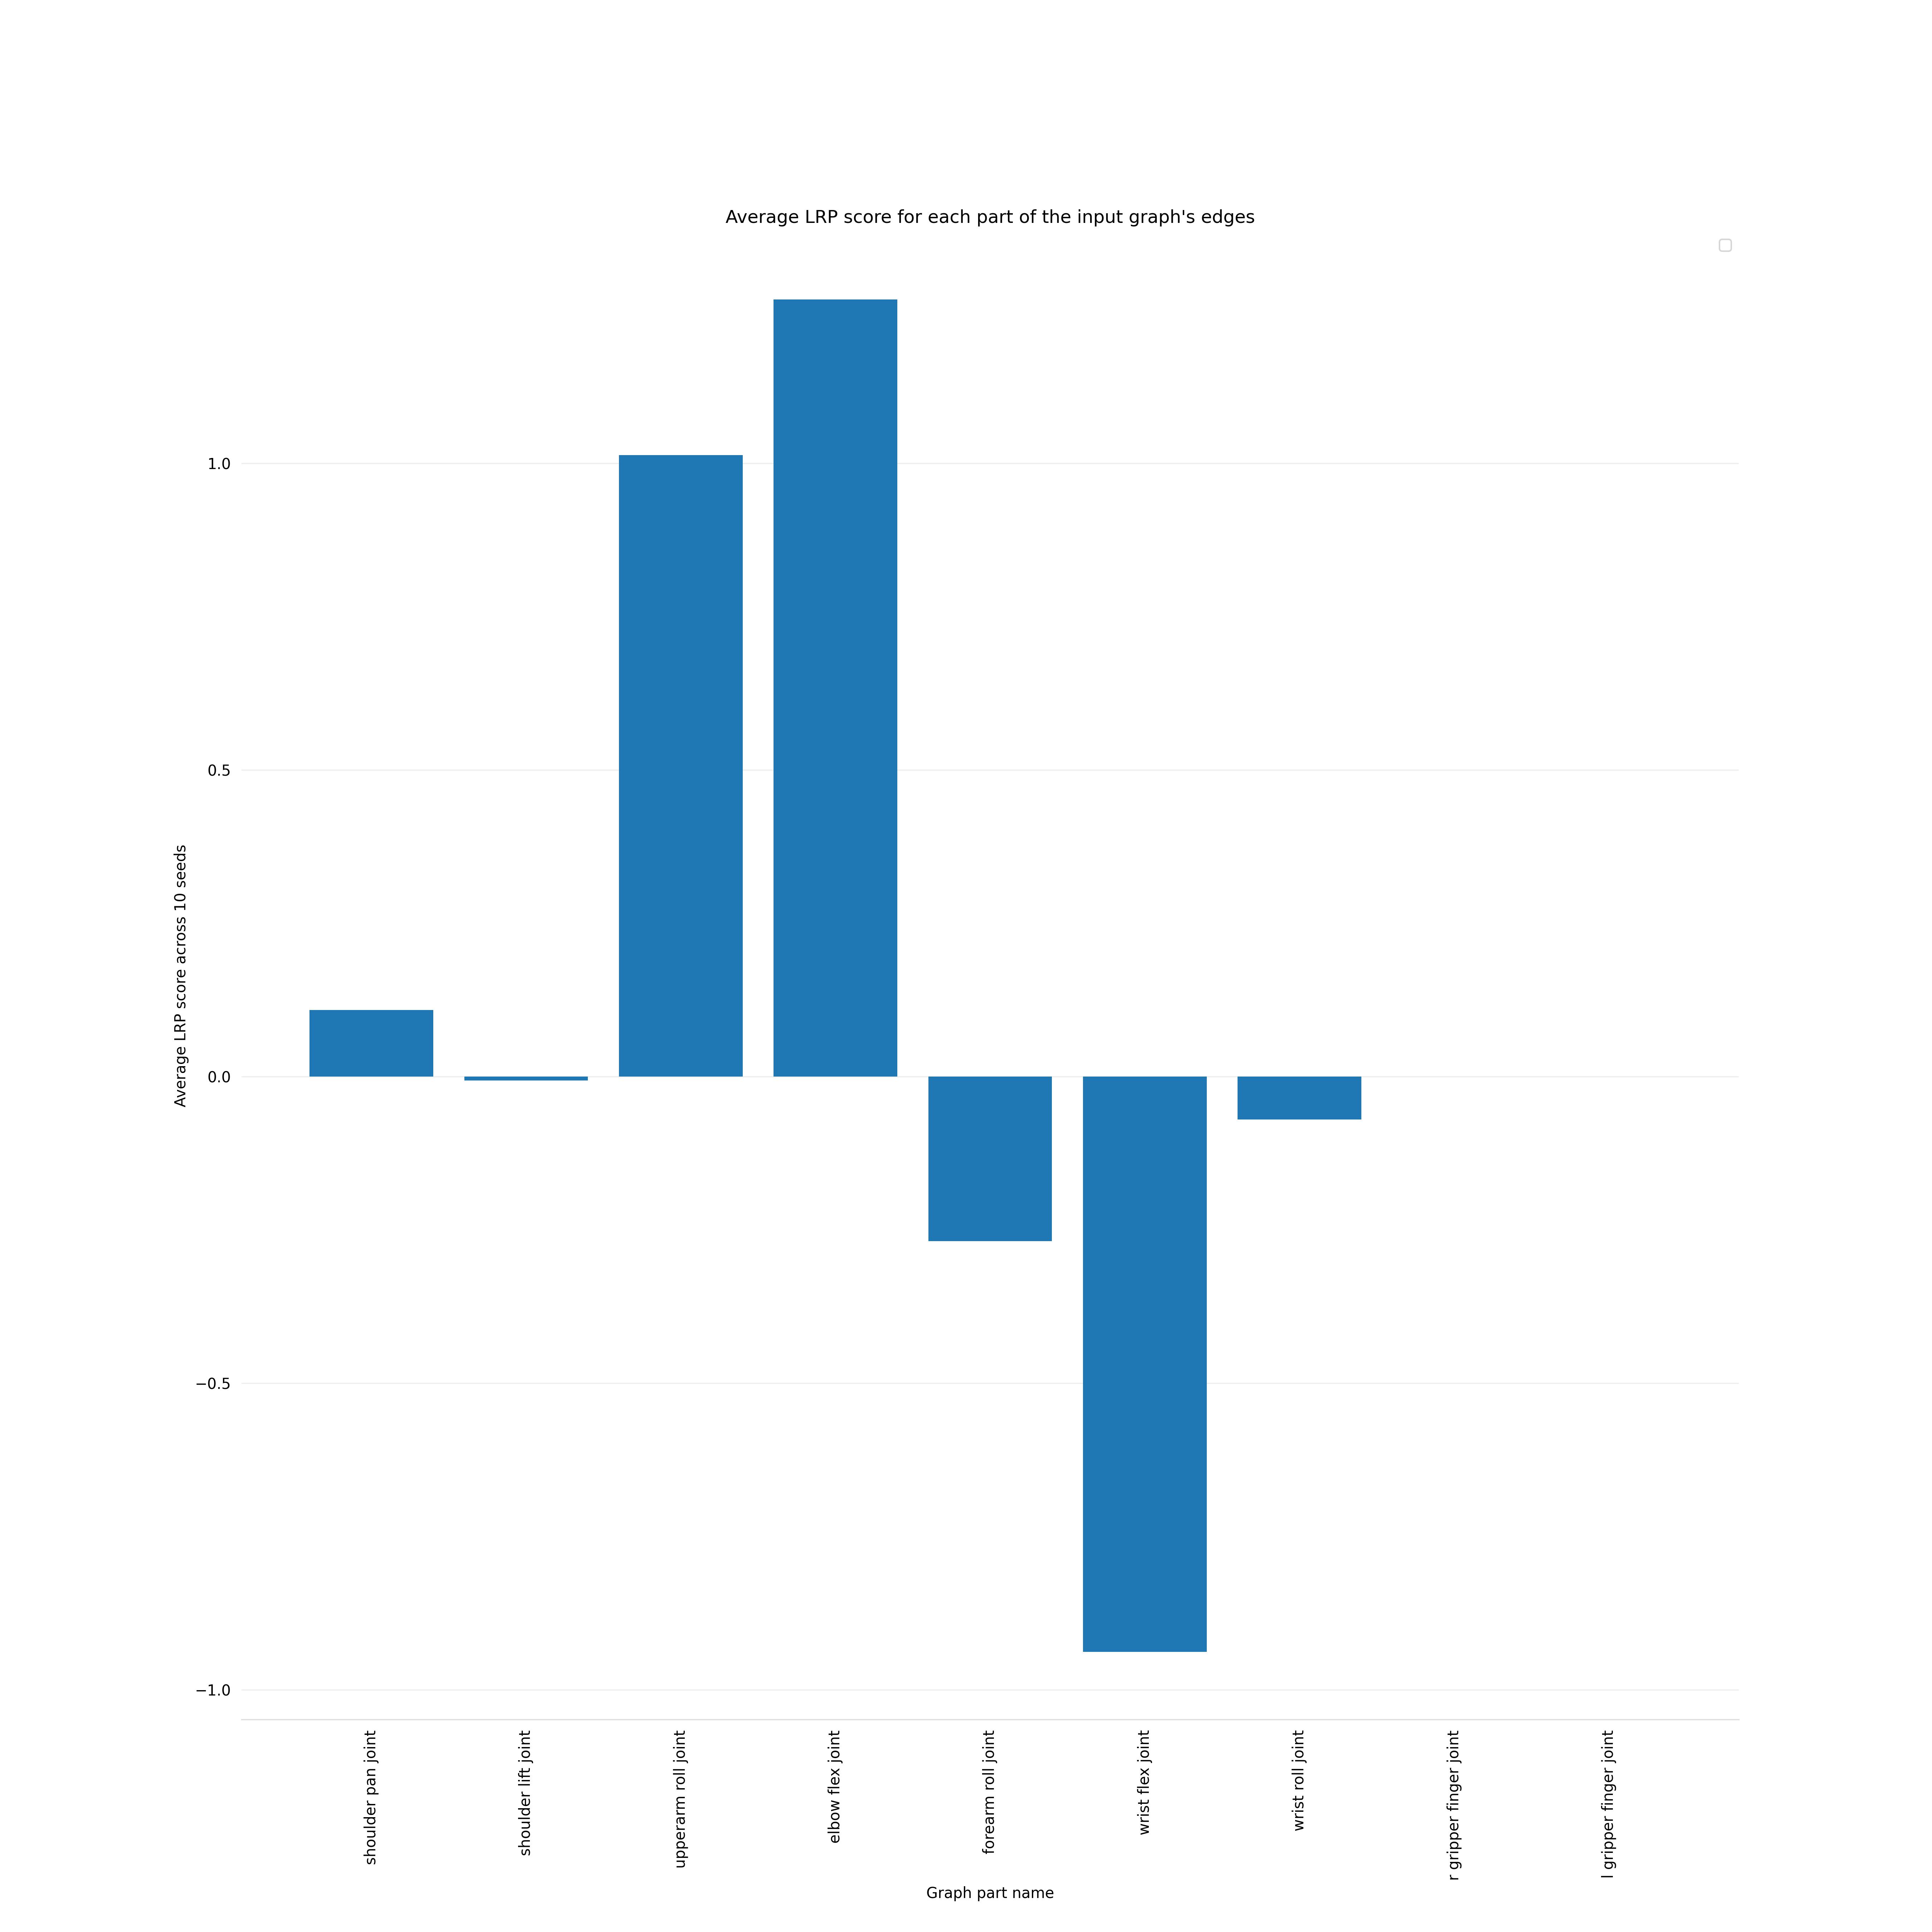 Average LRP score for each part of the input graph's edges
Average LRP score across 10 seeds
1.0
0.5
0.0
−0.5
−1.0
shoulder pan joint
shoulder lift joint
upperarm roll joint
elbow flex joint
forearm roll joint
wrist flex joint
wrist roll joint
r gripper finger joint
l gripper finger joint
Graph part name